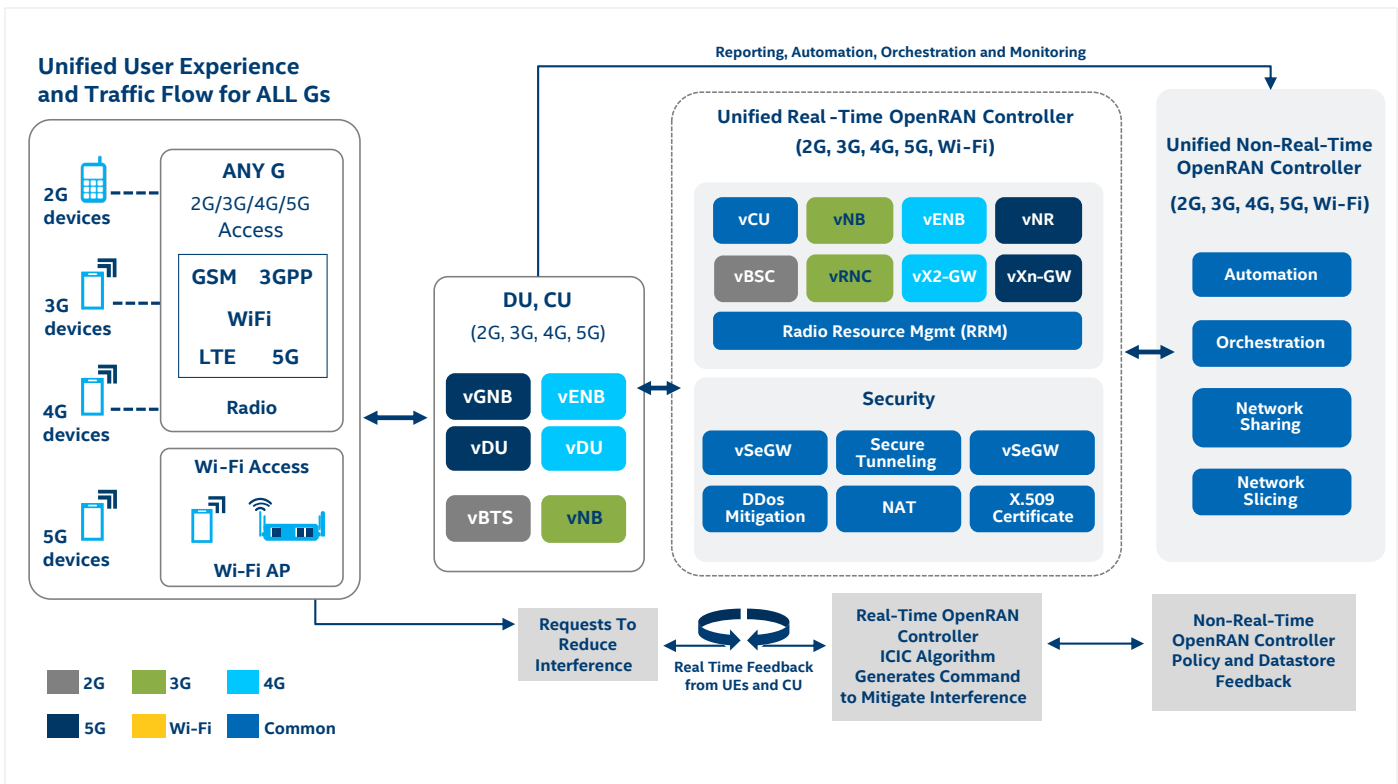 Reporting, Automation, Orchestration and Monitoring
Unified User Experience
and Traffic Flow for ALL Gs
2G
devices
3G
devices
4G
devices
5G
devices
ANY G
2G/3G/4G/5G
Access
GSM 3GPP
WiFi
LTE 5G
Radio
Wi-Fi Access
Wi-Fi AP
DU, CU
(2G, 3G, 4G, 5G)
vGNB vENB
vDU vDU
vBTS vNB
Unified Real -Time OpenRAN Controller
(2G, 3G, 4G, 5G, Wi-Fi)
vCU vNB vENB vNR
vBSC vRNC vX2-GW vXn-GW
Radio Resource Mgmt (RRM)
Security
vSeGW
Secure
Tunneling
vSeGW
DDos
Mitigation
NAT
X.509
Certificate
Unified Non-Real-Time
OpenRAN Controller
(2G, 3G, 4G, 5G, Wi-Fi)
Automation
Orchestration
Network
Sharing
Network
Slicing
Requests To
Reduce
Interference
Real Time Feedback
from UEs and CU
Real-Time OpenRAN
Controller
ICIC Algorithm
Generates Command
to Mitigate Interference
Non-Real-Time
OpenRAN Controller
Policy and Datastore
Feedback
2G 3G 4G
5G Wi-Fi Common